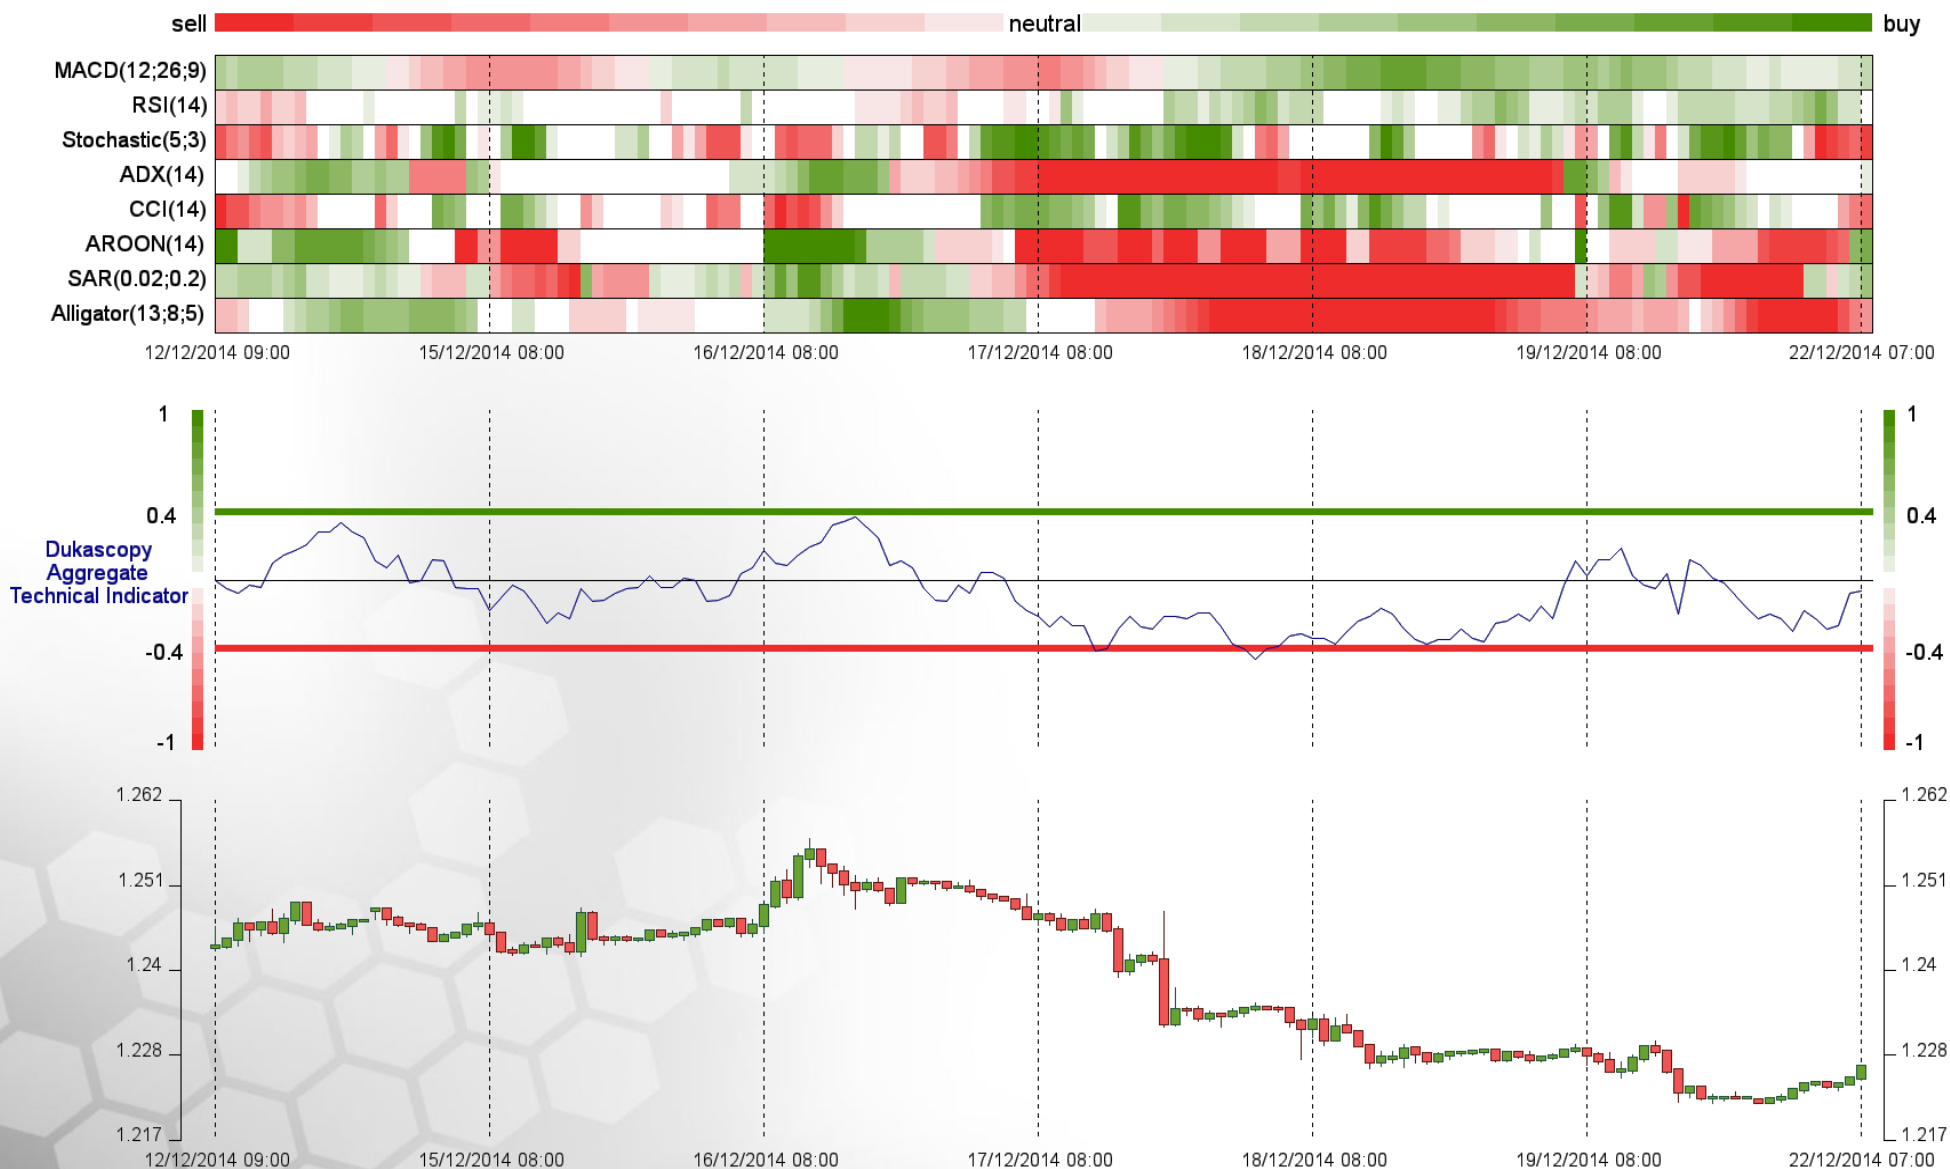 sell neutral buy
MACD(12;26;9)
RSI(14)
Stochastic(5;3)
ADX(14)
CCI(14)
AROON(14)
SAR(0.02;0.2)
Alligator(13;8;5)
12/12/2014 09:00 15/12/2014 08:00 16/12/2014 08:00 17/12/2014 08:00 18/12/2014 08:00 19/12/2014 08:00 22/12/2014 07:00
1 1
0.4 0.4
Dukascopy
Aggregate
Technical Indicator
-0.4 -0.4
-1 -1
1.262 1.262
1.251 1.251
1.24 1.24
1.228 1.228
1.217 1.217
12/12/2014 09:00 15/12/2014 08:00 16/12/2014 08:00 17/12/2014 08:00 18/12/2014 08:00 19/12/2014 08:00 22/12/2014 07:00